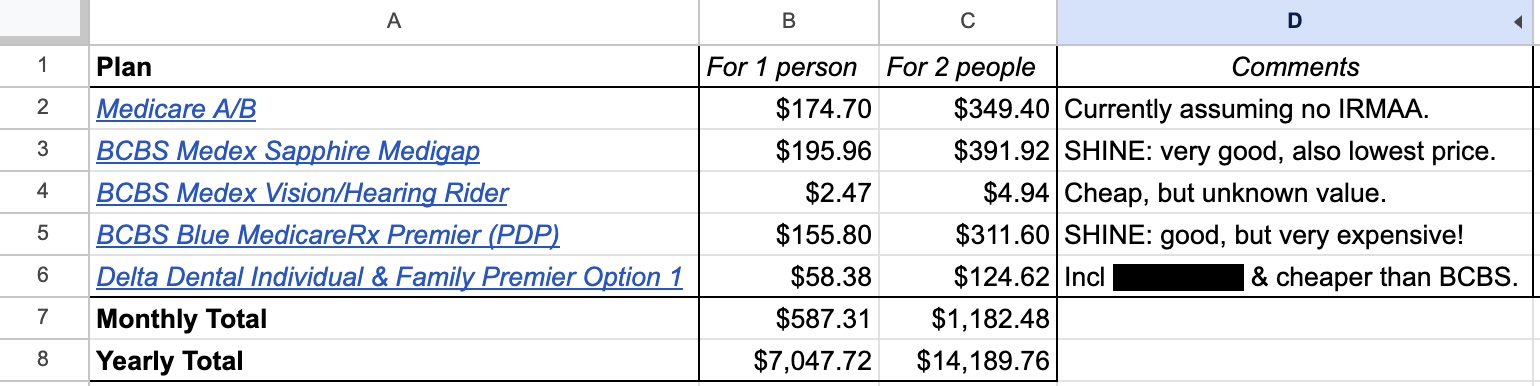 A B C D
1 Plan For 1 person For 2 people Comments
2 Medicare A/B $174.70 $349.40 Currently assuming no IRMAA.
3 BCBS Medex Sapphire Medigap $195.96 $391.92 SHINE: very good, also lowest price.
4 BCBS Medex Vision/Hearing Rider $2.47 $4.94 Cheap, but unknown value.
5 BCBS Blue MedicareRx Premier (PDP) $155.80 $311.60 SHINE: good, but very expensive!
6 Delta Dental Individual & Family Premier Option 1 $58.38 $124.62 Incl & cheaper than BCBS.
7 Monthly Total $587.31 $1,182.48
8 Yearly Total $7,047.72 $14,189.76